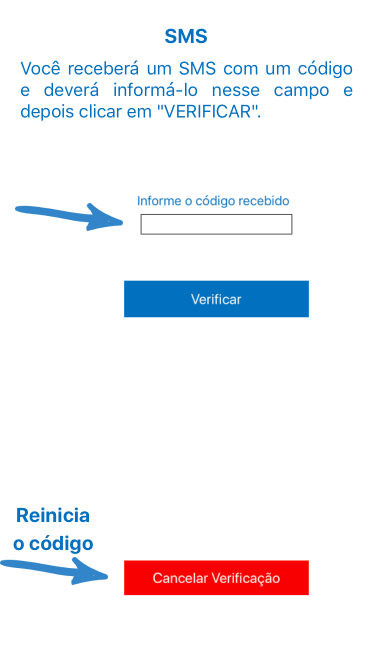 SMS
Você receberá um SMS com um código
e deverá informá-lo nesse campo e
depois clicar em "VERIFICAR".
Informe o código recebido
Verificar
Reinicia
o código
Cancelar Verificação